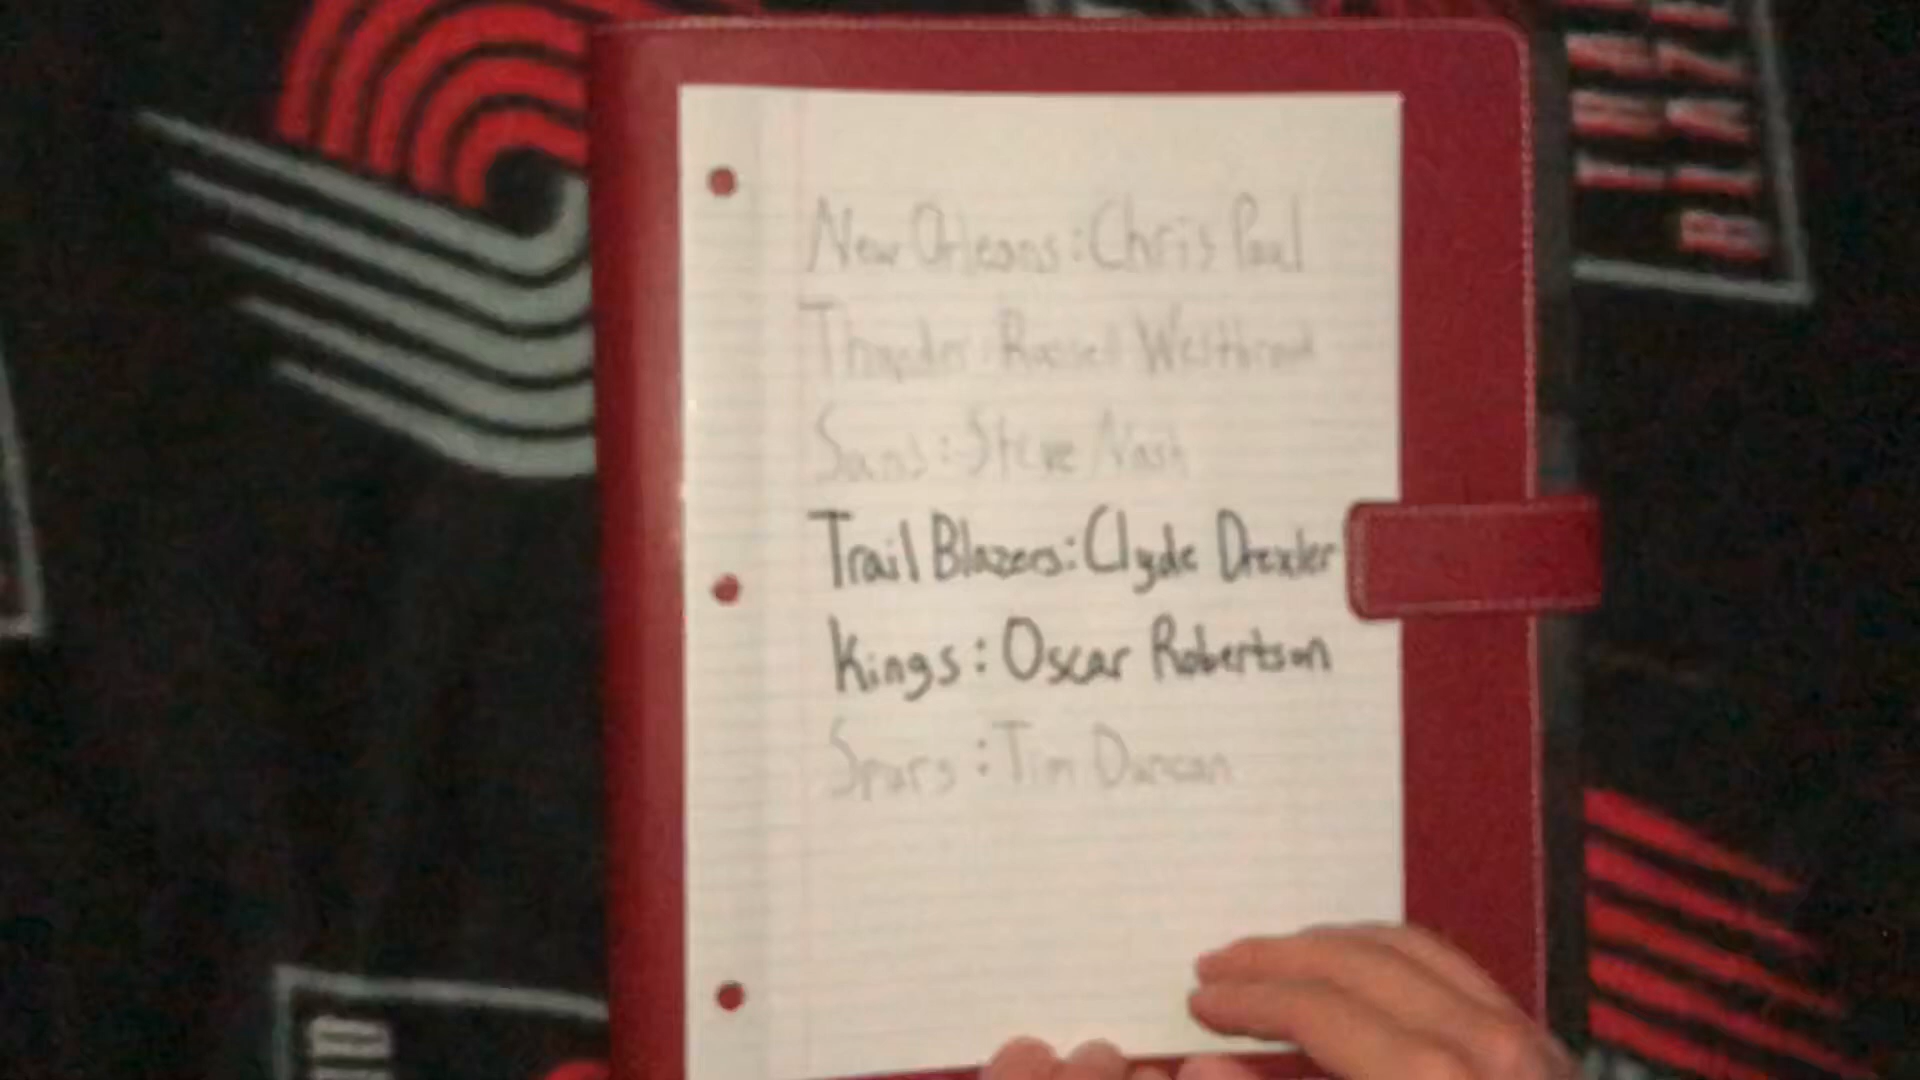 New Orleans: Chris Paul
Thunder: Russell Westbrook
Suns: Steve Nash
Trail Blazers: Clyde Drexler
Kings: Oscar Robertson
Spurs: Tim Duncan